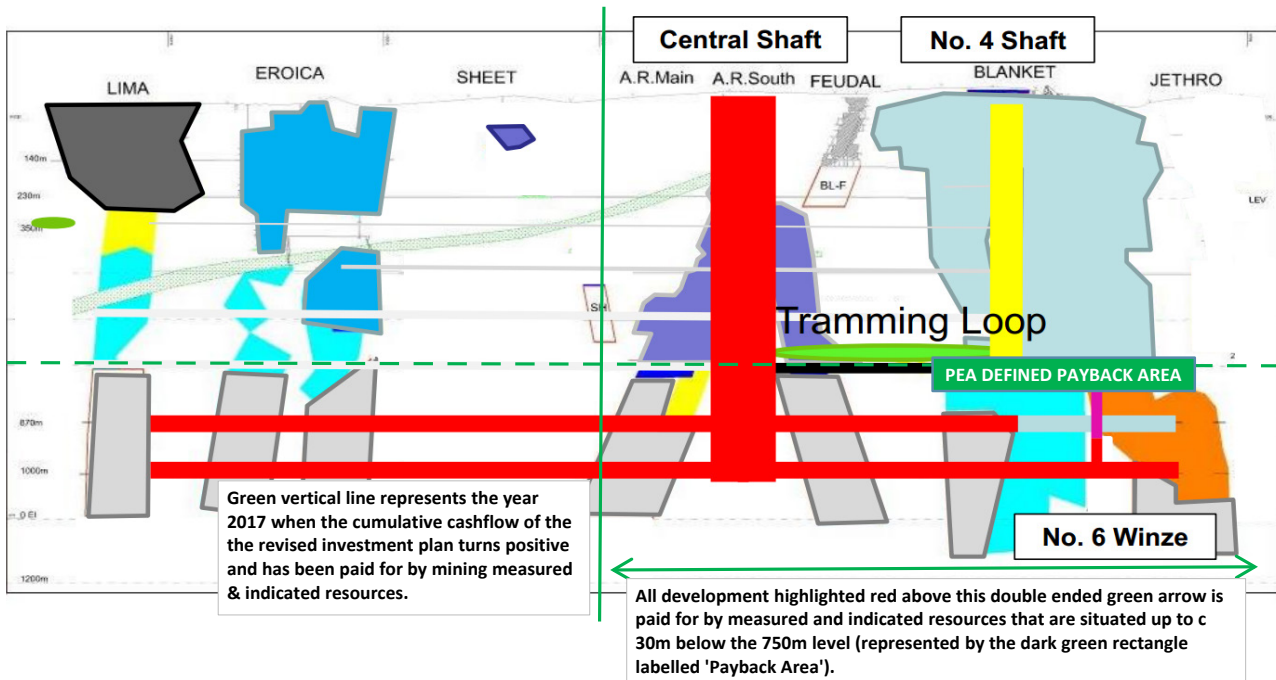 Central Shaft
No. 4 Shaft
LIMA
EROICA
SHEET
A.R.Main
A.R.South
FEUDAL
BLANKET
JETHRO
140m
230m
BL-F
LEV
350m
SH
Tramming Loop
2
PEA DEFINED PAYBACK AREA
870m
1000m
Green vertical line represents the year
2017 when the cumulative cashflow of the
the revised investment plan turns positive
and has been paid for by mining measured
& indicated resources.
No. 6 Winze
1200m
All development highlighted red above this double ended green arrow is
paid for by measured and indicated resources that are situated up to c
30m below the 750m level (represented by the dark green rectangle
labelled 'Payback Area').